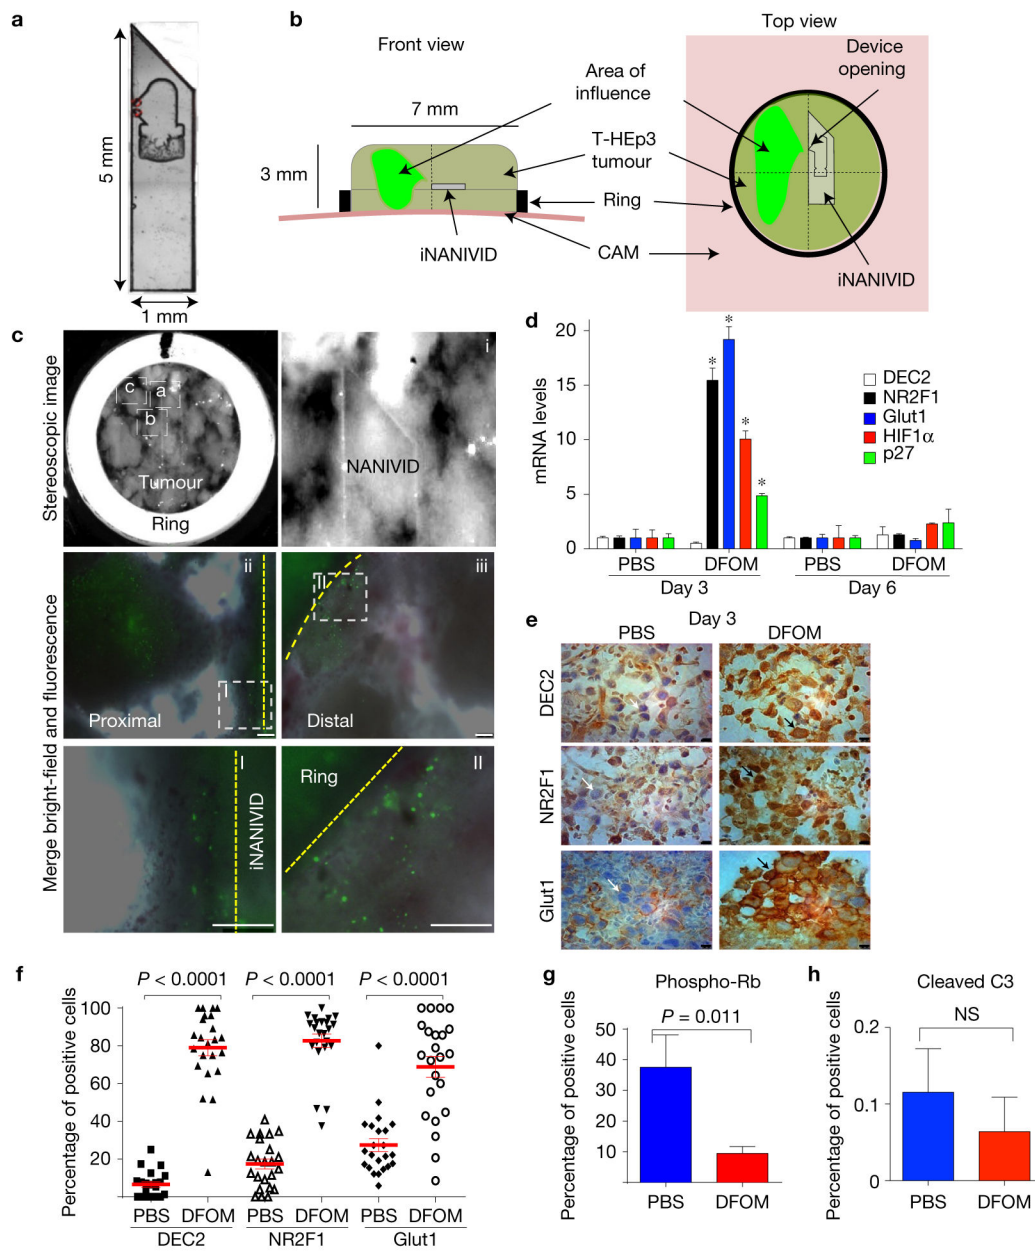 a
5 mm
1 mm
b
Front view
Top view
7 mm
3 mm
Area of
influence
Device
opening
T-HEp3
tumour
Ring
iNANIVID
CAM
iNANIVID
c
Stereoscopic image
c
a
b
Tumour
Ring
i
NANIVID
Merge bright-field and fluorescence
ii
I
Proximal
iii
II
Distal
I
iNANIVID
II
Ring
d
mRNA levels
20
15
10
5
0
* * * *
DEC2
NR2F1
Glut1
HIF1α
p27
PBS DFOM PBS DFOM
Day 3 Day 6
e
Day 3
PBS DFOM
DEC2
NR2F1
Glut1
f
Percentage of positive cells
P < 0.0001 P < 0.0001 P < 0.0001
100
80
60
40
20
PBS DFOM PBS DFOM PBS DFOM
DEC2 NR2F1 Glut1
g
Phospho-Rb
P = 0.011
Percentage of positive cells
50
40
30
20
10
PBS DFOM
h
Cleaved C3
NS
Percentage of positive cells
0.2
0.1
0
PBS DFOM